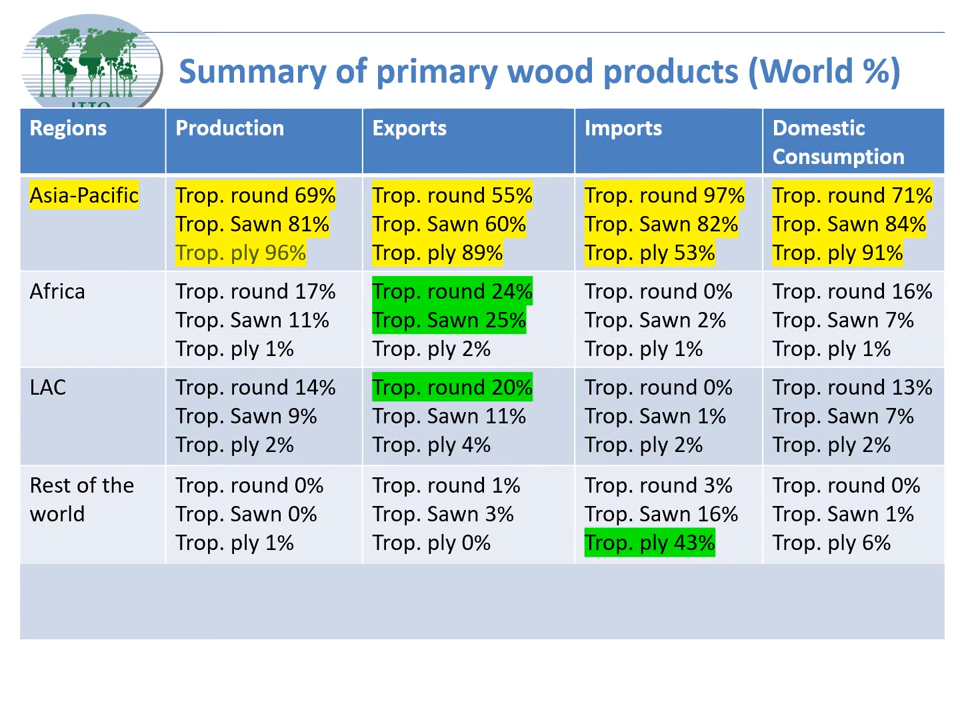 Summary of primary wood products (World %)
ITTO
Regions
Production
Exports
Imports
Domestic
Consumption
Asia-Pacific
Trop. round 69%
Trop. Sawn 81%
Trop. ply 96%
Trop. round 55%
Trop. Sawn 60%
Trop. ply 89%
Trop. round 97%
Trop. Sawn 82%
Trop. ply 53%
Trop. round 71%
Trop. Sawn 84%
Trop. ply 91%
Africa
Trop. round 17%
Trop. Sawn 11%
Trop. ply 1%
Trop. round 24%
Trop. Sawn 25%
Trop. ply 2%
Trop. round 0%
Trop. Sawn 2%
Trop. ply 1%
Trop. round 16%
Trop. Sawn 7%
Trop. ply 1%
LAC
Trop. round 14%
Trop. Sawn 9%
Trop. ply 2%
Trop. round 20%
Trop. Sawn 11%
Trop. ply 4%
Trop. round 0%
Trop. Sawn 1%
Trop. ply 2%
Trop. round 13%
Trop. Sawn 7%
Trop. ply 2%
Rest of the
world
Trop. round 0%
Trop. Sawn 0%
Trop. ply 1%
Trop. round 1%
Trop. Sawn 3%
Trop. ply 0%
Trop. round 3%
Trop. Sawn 16%
Trop. ply 43%
Trop. round 0%
Trop. Sawn 1%
Trop. ply 6%